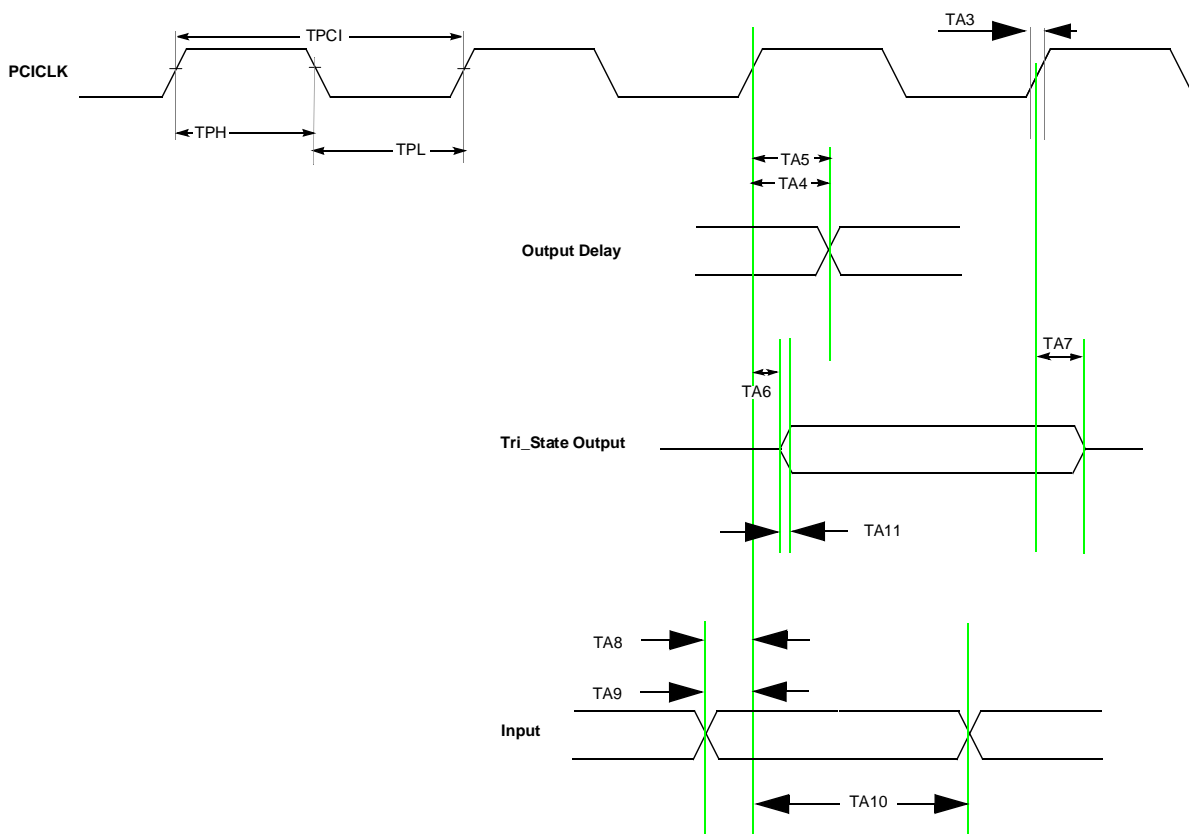 TA3
TPCI
PCICLK
TPH
TPL
TA5
TA4
Output Delay
TA7
TA6
Tri_State Output
TA11
TA8
TA9
Input
TA10